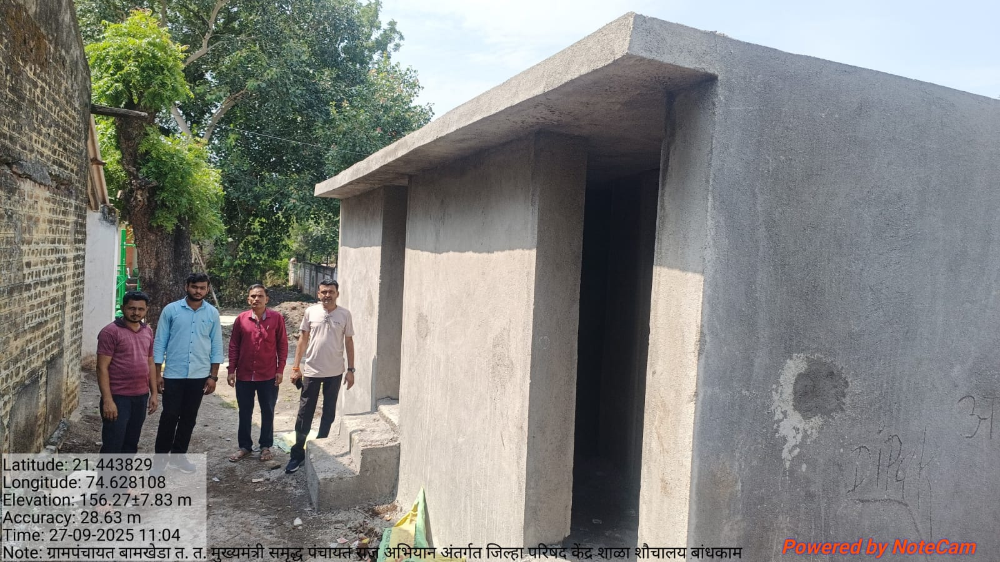 Dipak
Latitude: 21.443829
Longitude: 74.628108
Elevation: 156.27±7.83 m
Accuracy: 28.63 m
Time: 27-09-2025 11:04
Note: ग्रामपंचायत बामखेडा त. त. मुख्यमंत्री समृद्ध पंचायत राज अभियान अंतर्गत जिल्हा परिषद केंद्र शाळा शौचालय बांधकाम
Powered by NoteCam